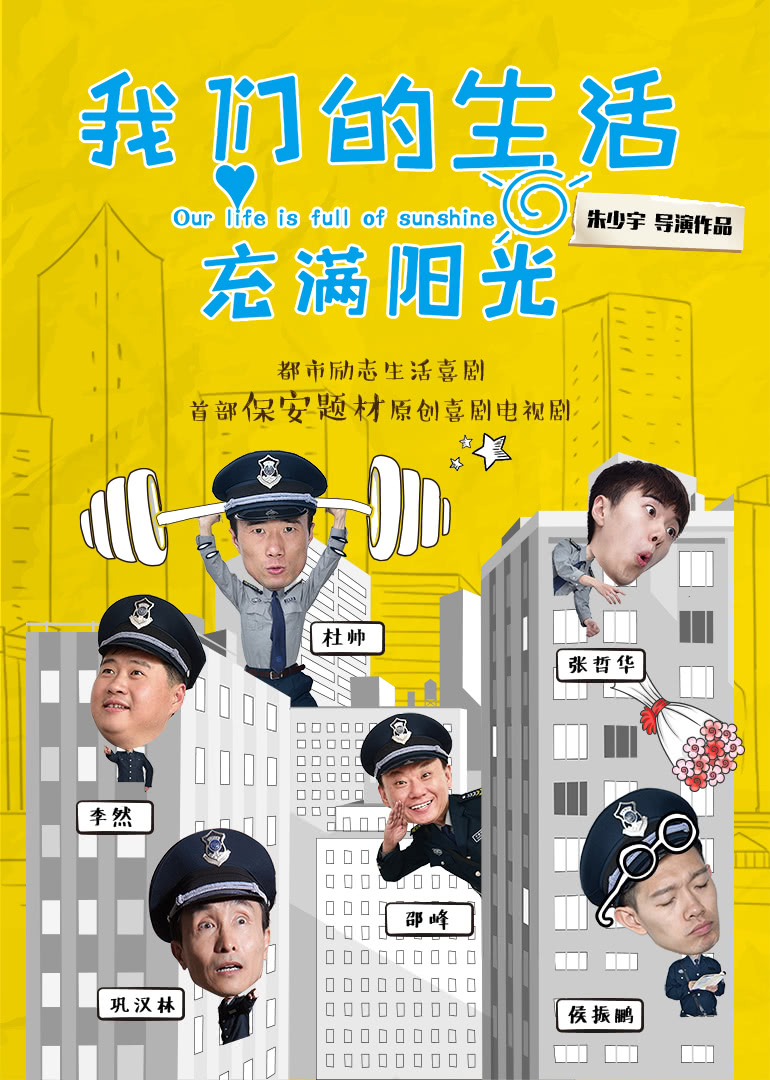 我们的生活
Our life is full of sunshine
朱少宇 导演作品
充满阳光
都市励志生活喜剧
首部保安题材原创喜剧电视剧
杜帅
张哲华
李然
邵峰
巩汉林
侯振鹏